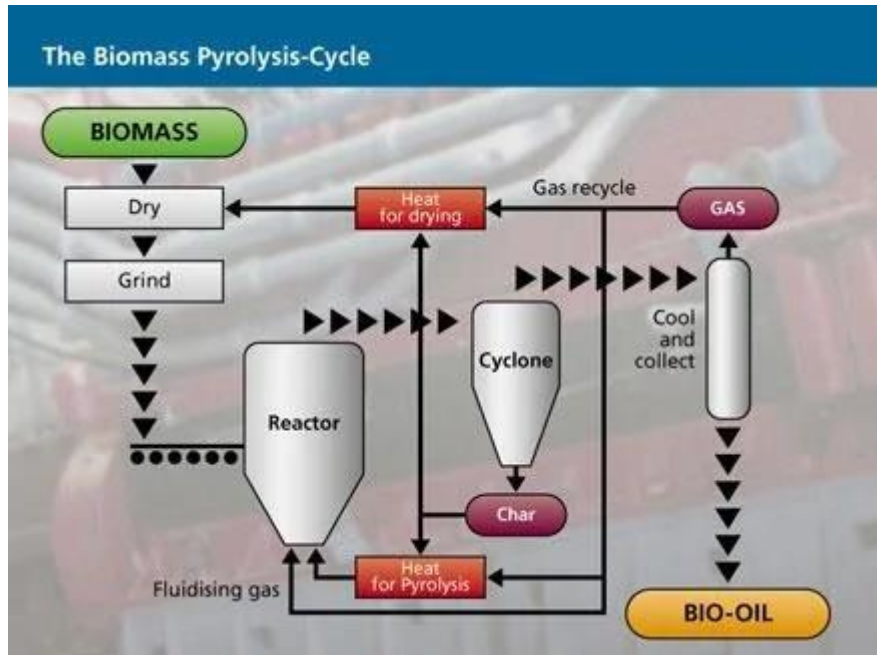 The Biomass Pyrolysis-Cycle
BIOMASS
Dry
Heat
for drying
Gas recycle
GAS
Grind
Cool
and
collect
Cyclone
Reactor
Char
Heat
for Pyrolysis
Fluidising gas
BIO-OIL